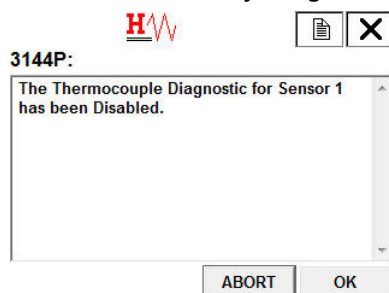 H
3144P:
The Thermocouple Diagnostic for Sensor 1
has been Disabled.
ABORT OK